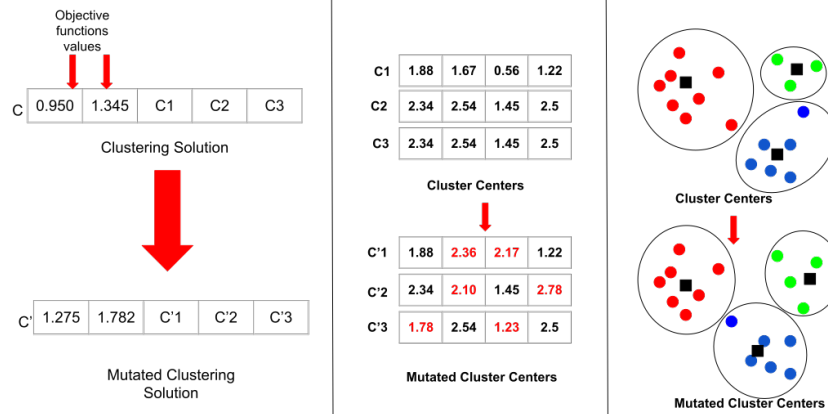 Objective
functions
values
C 0.950 1.345 C1 C2 C3
Clustering Solution
C' 1.275 1.782 C'1 C'2 C'3
Mutated Clustering
Solution
C1 1.88 1.67 0.56 1.22
C2 2.34 2.54 1.45 2.5
C3 2.34 2.54 1.45 2.5
Cluster Centers
C'1 1.88 2.36 2.17 1.22
C'2 2.34 2.10 1.45 2.78
C'3 1.78 2.54 1.23 2.5
Mutated Cluster Centers
Cluster Centers
Mutated Cluster Centers